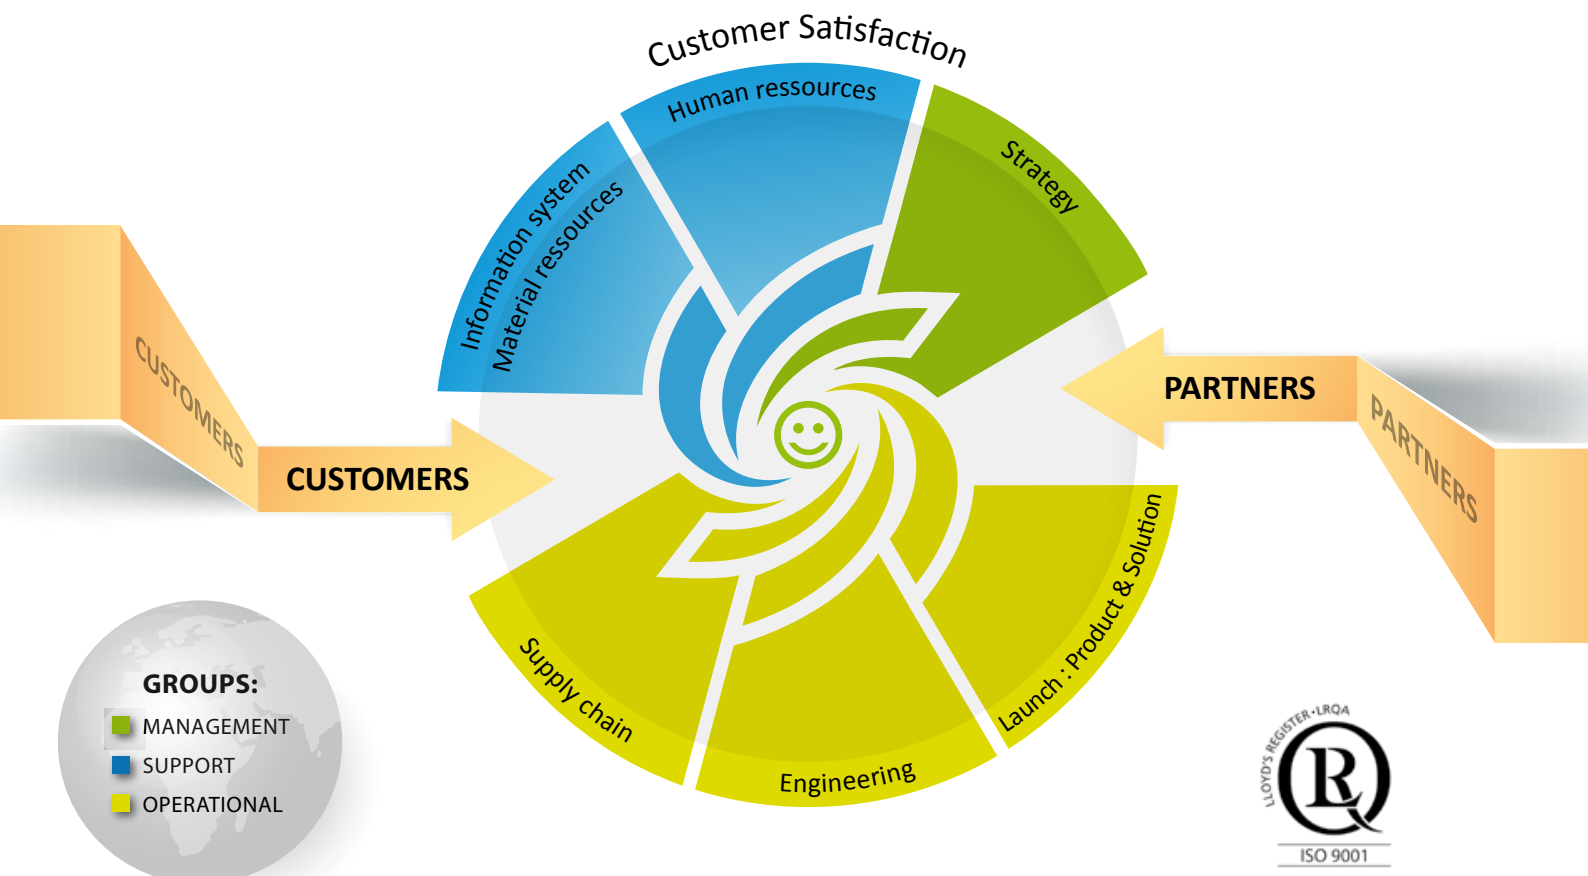 Customer Satisfaction
Human ressources
Strategy
Information system
Material ressources
CUSTOMERS
CUSTOMERS
PARTNERS
PARTNERS
Launch : Product & Solution
Supply chain
Engineering
GROUPS:
MANAGEMENT
SUPPORT
OPERATIONAL
LLOYD'S REGISTER•LRQA
LRQ
ISO 9001